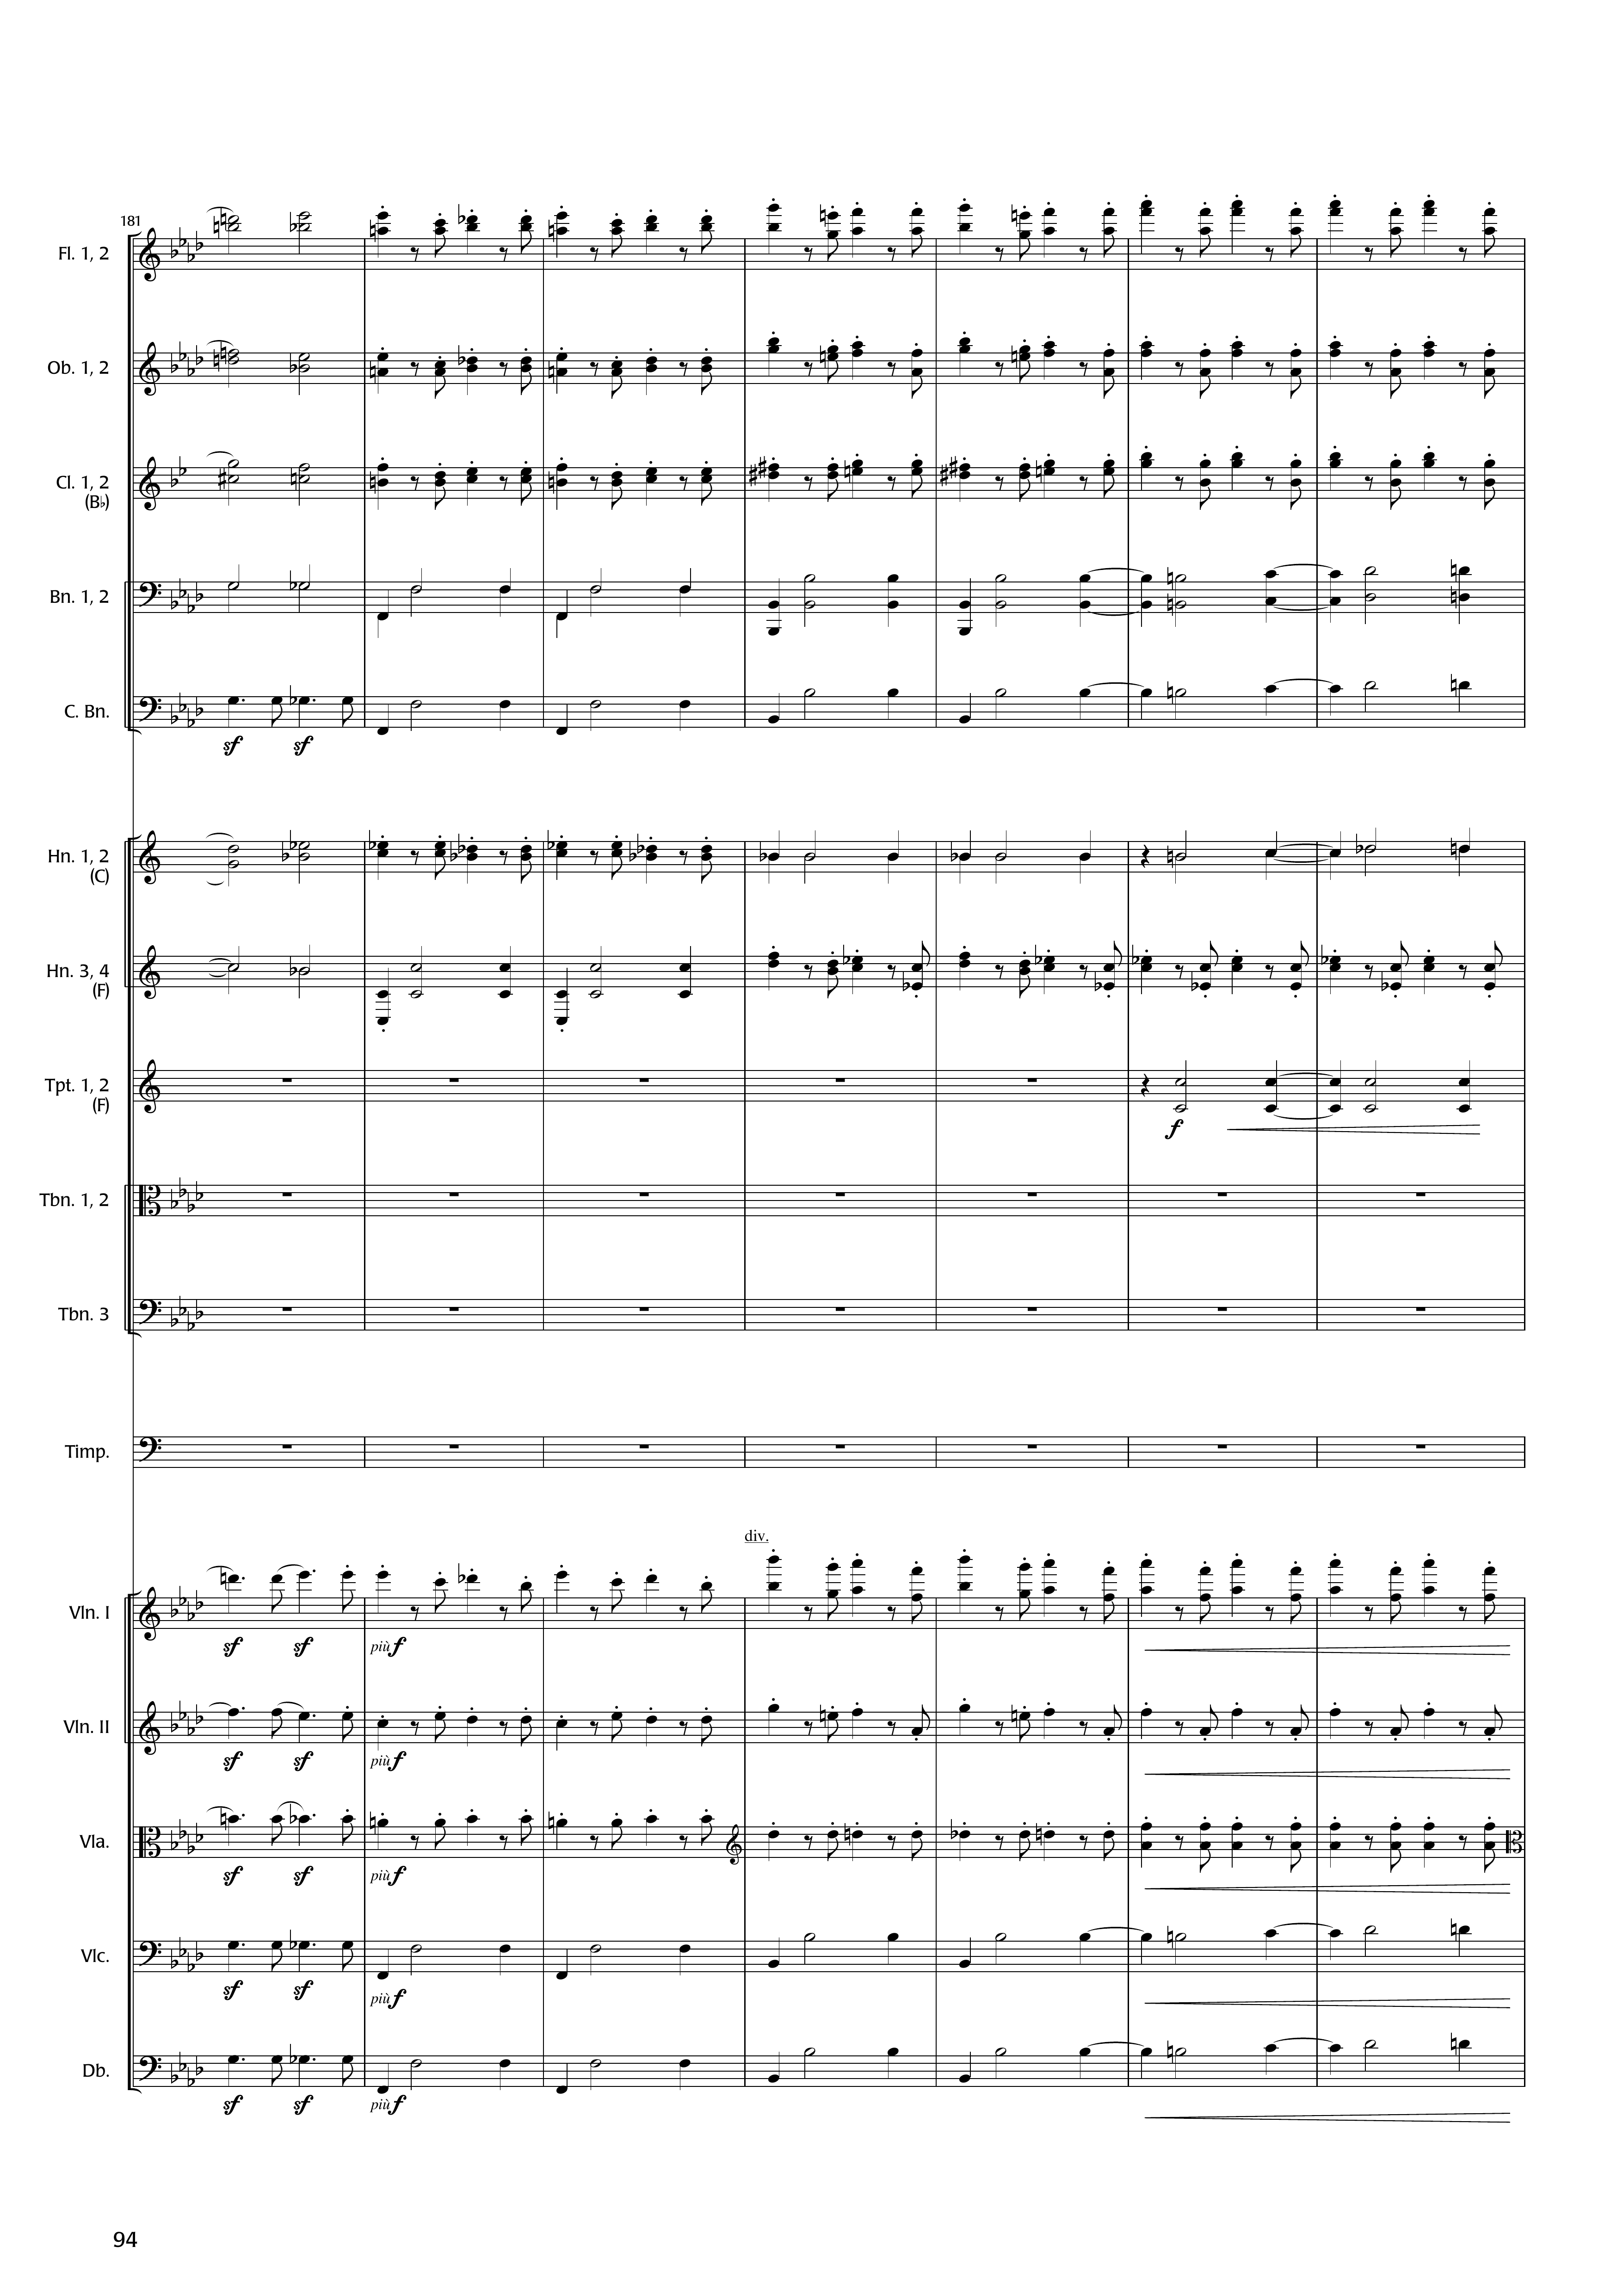 181
Fl. 1, 2
Ob. 1, 2
Cl. 1, 2
(B♭)
Bn. 1, 2
C. Bn.
sf sf
Hn. 1, 2
(C)
Hn. 3, 4
(F)
Tpt. 1, 2
(F)
f
Tbn. 1, 2
Tbn. 3
Timp.
div.
Vln. I
sf sf più f
Vln. II
sf sf più f
Vla.
sf sf più f
Vlc.
sf sf più f
Db.
sf sf più f
94